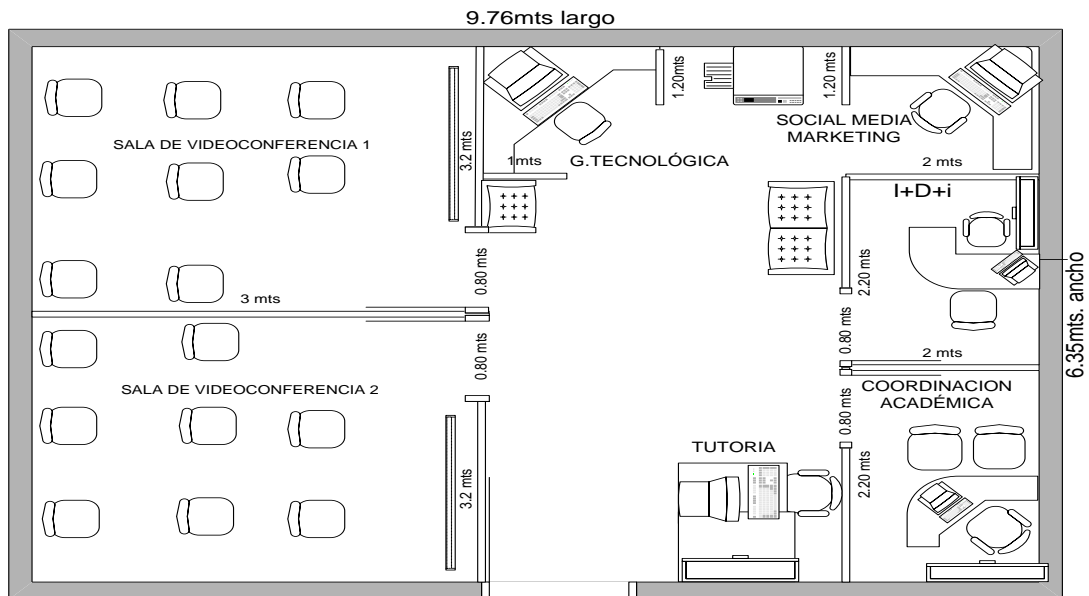 9.76mts largo
SALA DE VIDEOCONFERENCIA 1
3.2 mts
1.20mts
1.20 mts
SOCIAL MEDIA
MARKETING
1mts
G.TECNOLÓGICA
2 mts
I+D+i
0.80 mts
2.20 mts
6.35mts. ancho
3 mts
0.80 mts
0.80 mts
2 mts
SALA DE VIDEOCONFERENCIA 2
COORDINACION
ACADÉMICA
0.80 mts
3.2 mts
TUTORIA
2.20 mts